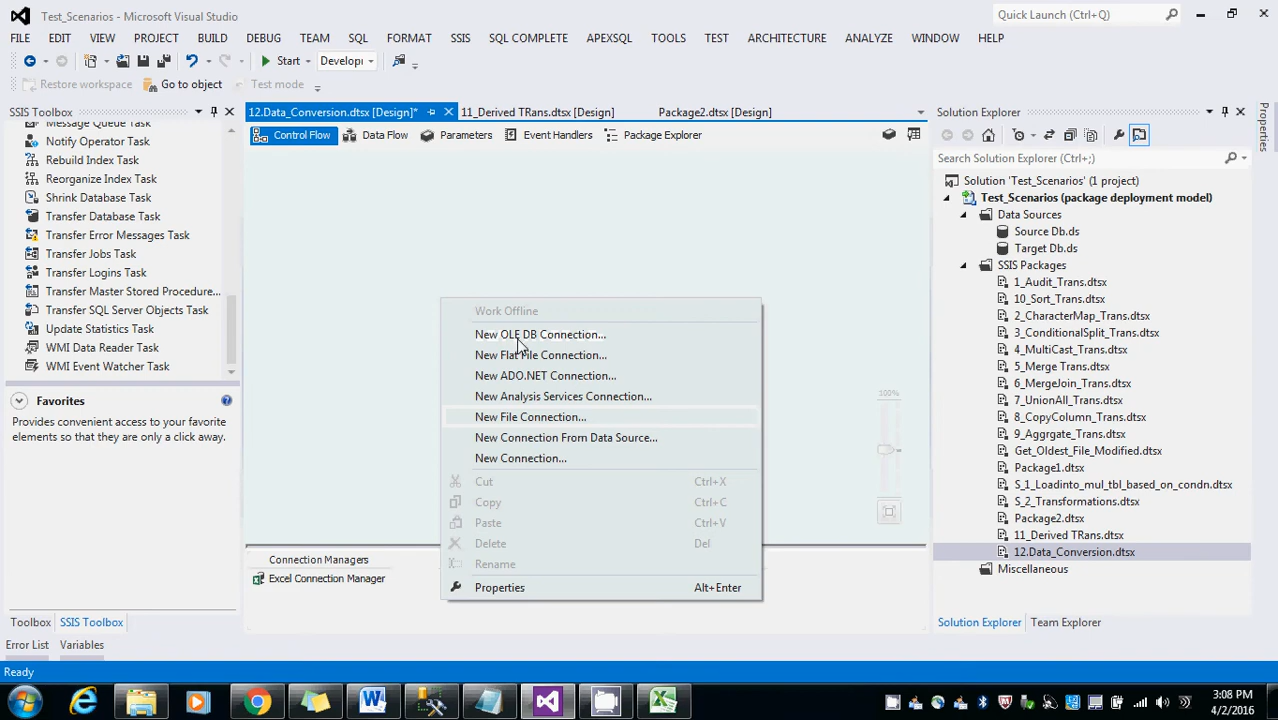 Test_Scenarios - Microsoft Visual Studio
Quick Launch (Ctrl+Q)
FILE EDIT VIEW PROJECT BUILD DEBUG TEAM SQL FORMAT SSIS SQL COMPLETE APEXSQL TOOLS TEST ARCHITECTURE ANALYZE WINDOW HELP
Start Developi
Restore workspace Go to object Test mode
SSIS Toolbox
Message Queue Task
Notify Operator Task
Rebuild Index Task
Reorganize Index Task
Shrink Database Task
Transfer Database Task
Transfer Error Messages Task
Transfer Jobs Task
Transfer Logins Task
Transfer Master Stored Procedure...
Transfer SQL Server Objects Task
Update Statistics Task
WMI Data Reader Task
WMI Event Watcher Task
Favorites
Provides convenient access to your favorite
elements so that they are only a click away.
Toolbox SSIS Toolbox
12.Data_Conversion.dtsx [Design]* 11_Derived TRans.dtsx [Design] Package2.dtsx [Design]
Control Flow Data Flow Parameters Event Handlers Package Explorer
100%
Work Offline
New OLE DB Connection...
New Flat File Connection...
New ADO.NET Connection...
New Analysis Services Connection...
New File Connection...
New Connection From Data Source...
New Connection...
Cut Ctrl+X
Copy Ctrl+C
Paste Ctrl+V
Delete Del
Rename
Properties Alt+Enter
Connection Managers
Excel Connection Manager
Solution Explorer
Search Solution Explorer (Ctrl+;)
Solution 'Test_Scenarios' (1 project)
Test_Scenarios (package deployment model)
Data Sources
Source Db.ds
Target Db.ds
SSIS Packages
1_Audit_Trans.dtsx
10_Sort_Trans.dtsx
2_CharacterMap_Trans.dtsx
3_ConditionalSplit_Trans.dtsx
4_MultiCast_Trans.dtsx
5_Merge Trans.dtsx
6_MergeJoin_Trans.dtsx
7_UnionAll_Trans.dtsx
8_CopyColumn_Trans.dtsx
9_Aggrgate_Trans.dtsx
Get_Oldest_File_Modified.dtsx
Package1.dtsx
S_1_Loadinto_mul_tbl_based_on_condn.dtsx
S_2_Transformations.dtsx
Package2.dtsx
11_Derived TRans.dtsx
12.Data_Conversion.dtsx
Miscellaneous
Solution Explorer Team Explorer
Properties
Error List Variables
Ready
3:08 PM
4/2/2016